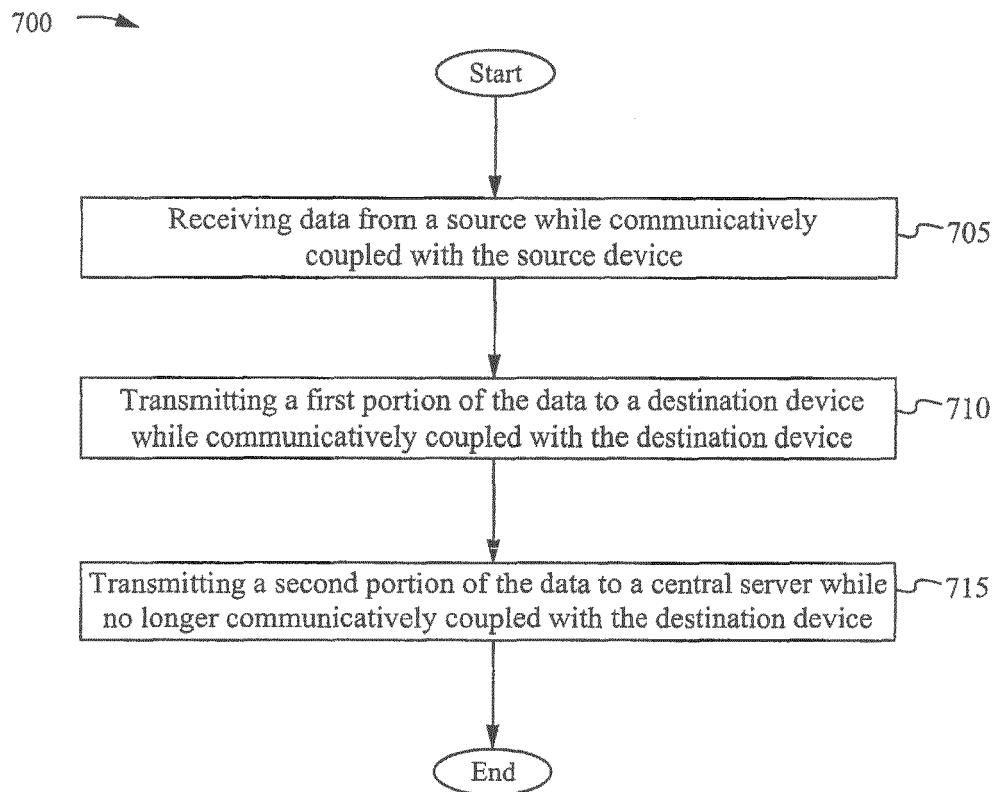 700
Start
Receiving data from a source while communicatively
coupled with the source device
705
Transmitting a first portion of the data to a destination device
while communicatively coupled with the destination device
710
Transmitting a second portion of the data to a central server while
no longer communicatively coupled with the destination device
715
End